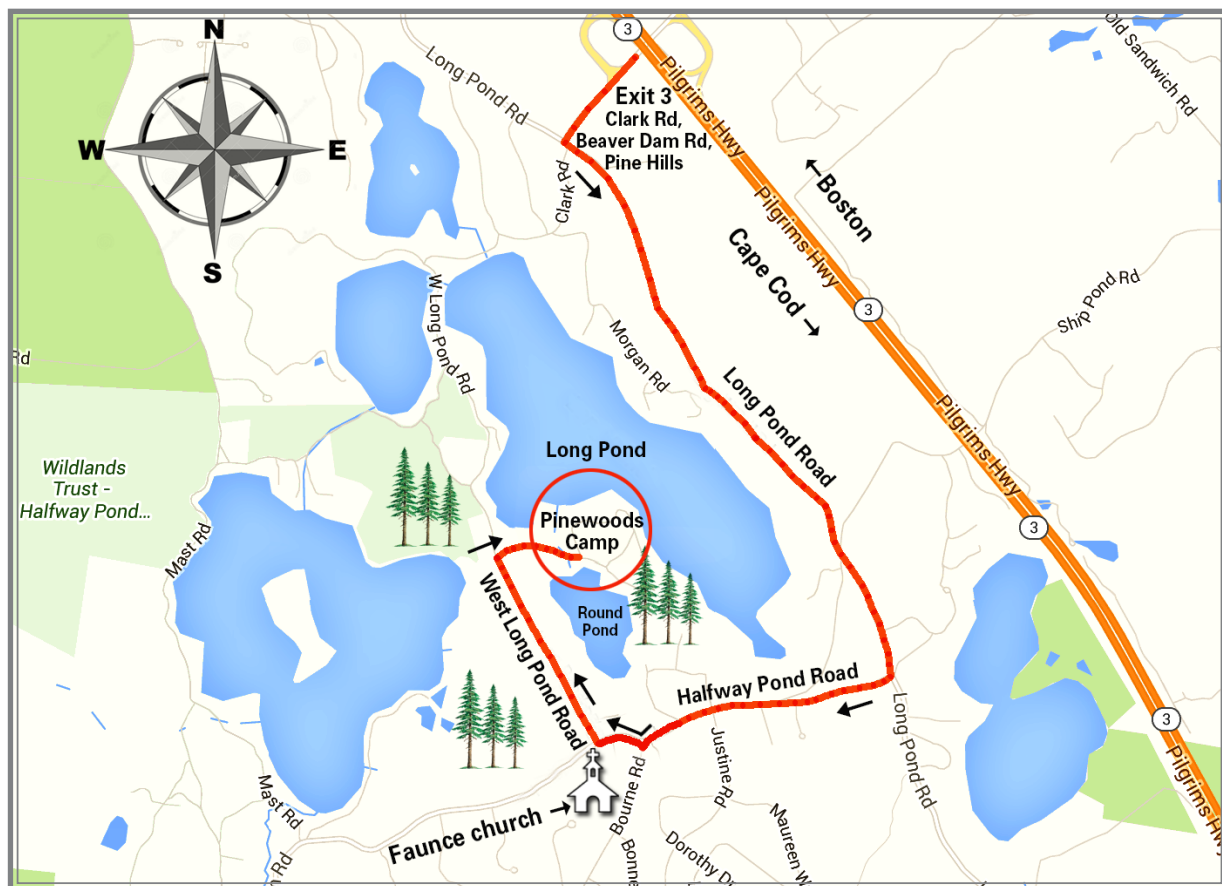 N
W
E
S
3
Long Pond Rd
Old Sandwich Rd
Pilgrims Hwy
Exit 3
Clark Rd,
Beaver Dam Rd,
Pine Hills
Clark Rd
← Boston
Pilgrims Hwy
Cape Cod →
3
Ship Pond Rd
W Long Pond Rd
Rd
Morgan Rd
Long Pond Road
Pilgrims Hwy
Long Pond
Wildlands
Trust -
Halfway Pond...
Mast Rd
Pinewoods
Camp
3
Round
Pond
West Long Pond Road
Halfway Pond Road
Long Pond Rd
3
Justine Rd
Bourne Rd
Pilgrims Hwy
Mast Rd
Faunce church →
Rd
Bonne
Dorothy Dr
Maureen W